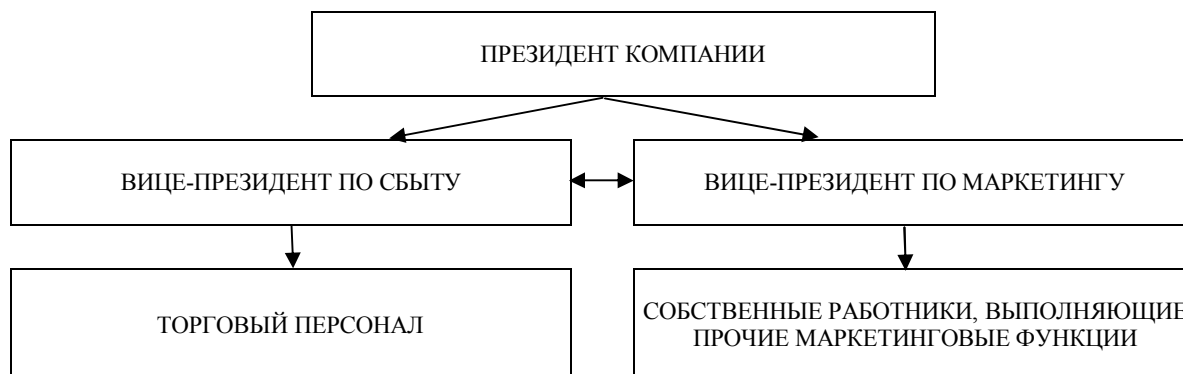 ПРЕЗИДЕНТ КОМПАНИИ
ВИЦЕ-ПРЕЗИДЕНТ ПО СБЫТУ
ВИЦЕ-ПРЕЗИДЕНТ ПО МАРКЕТИНГУ
ТОРГОВЫЙ ПЕРСОНАЛ
СОБСТВЕННЫЕ РАБОТНИКИ, ВЫПОЛНЯЮЩИЕ
ПРОЧИЕ МАРКЕТИНГОВЫЕ ФУНКЦИИ